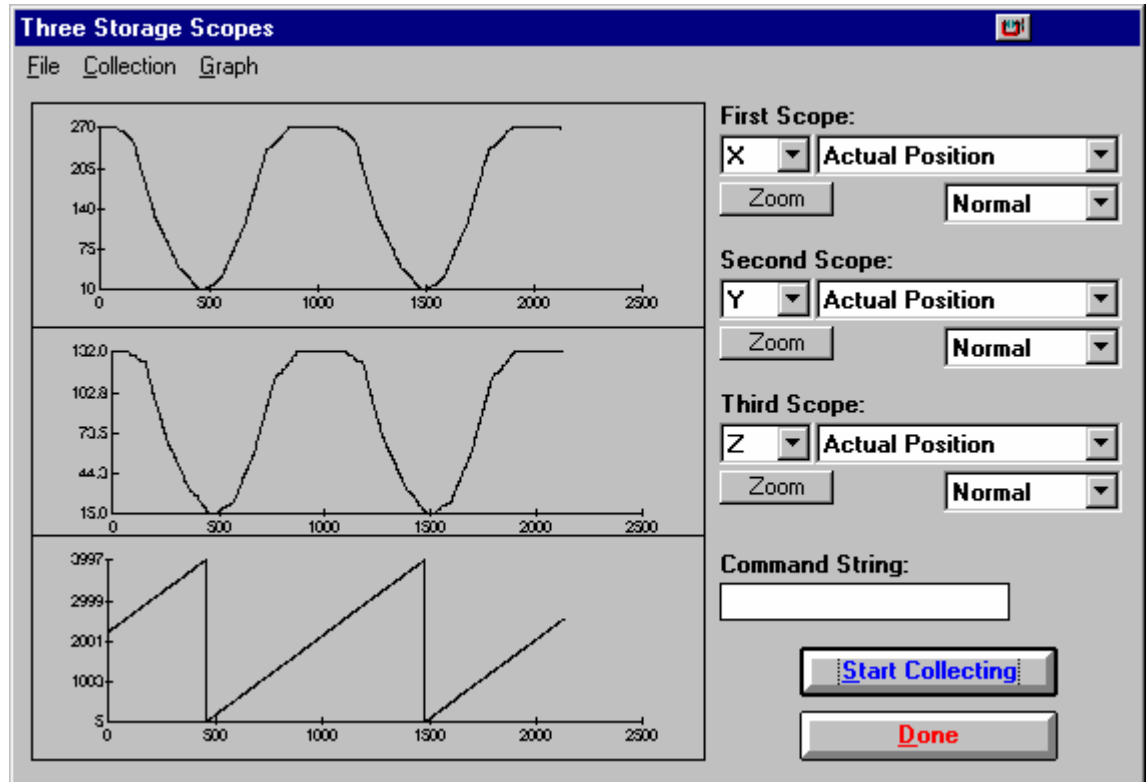 Three Storage Scopes
File Collection Graph
270
205
140
75
10
0 500 1000 1500 2000 2500
132.0
102.8
73.5
44.3
15.0
0 500 1000 1500 2000 2500
3997
2999
2001
1003
5
0 500 1000 1500 2000 2500
First Scope:
X Actual Position
Zoom Normal
Second Scope:
Y Actual Position
Zoom Normal
Third Scope:
Z Actual Position
Zoom Normal
Command String:
Start Collecting
Done